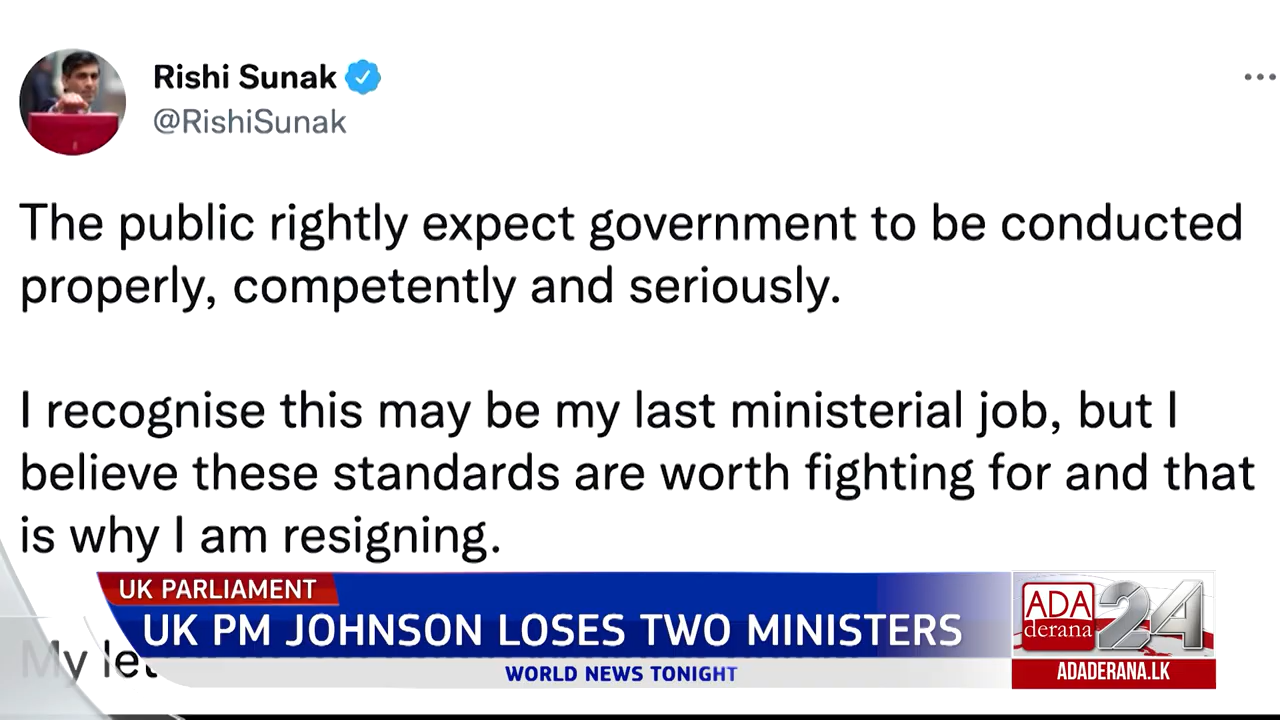 Rishi Sunak
@RishiSunak
The public rightly expect government to be conducted
properly, competently and seriously.
I recognise this may be my last ministerial job, but I
believe these standards are worth fighting for and that
is why I am resigning.
My
UK PARLIAMENT
UK PM JOHNSON LOSES TWO MINISTERS
WORLD NEWS TONIGHT
ADA
derana
24
ADADERANA.LK